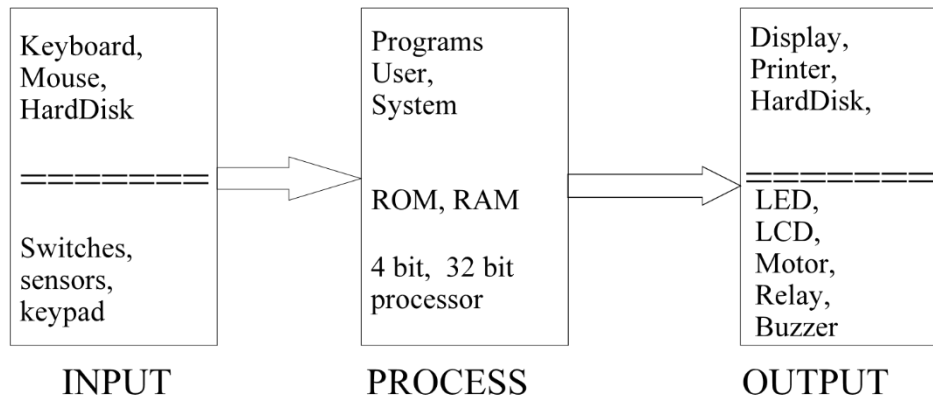 Keyboard,
Mouse,
HardDisk
=======
Switches,
sensors,
keypad
INPUT
Programs
User,
System
ROM, RAM
4 bit, 32 bit
processor
PROCESS
Display,
Printer,
HardDisk,
=======
LED,
LCD,
Motor,
Relay,
Buzzer
OUTPUT